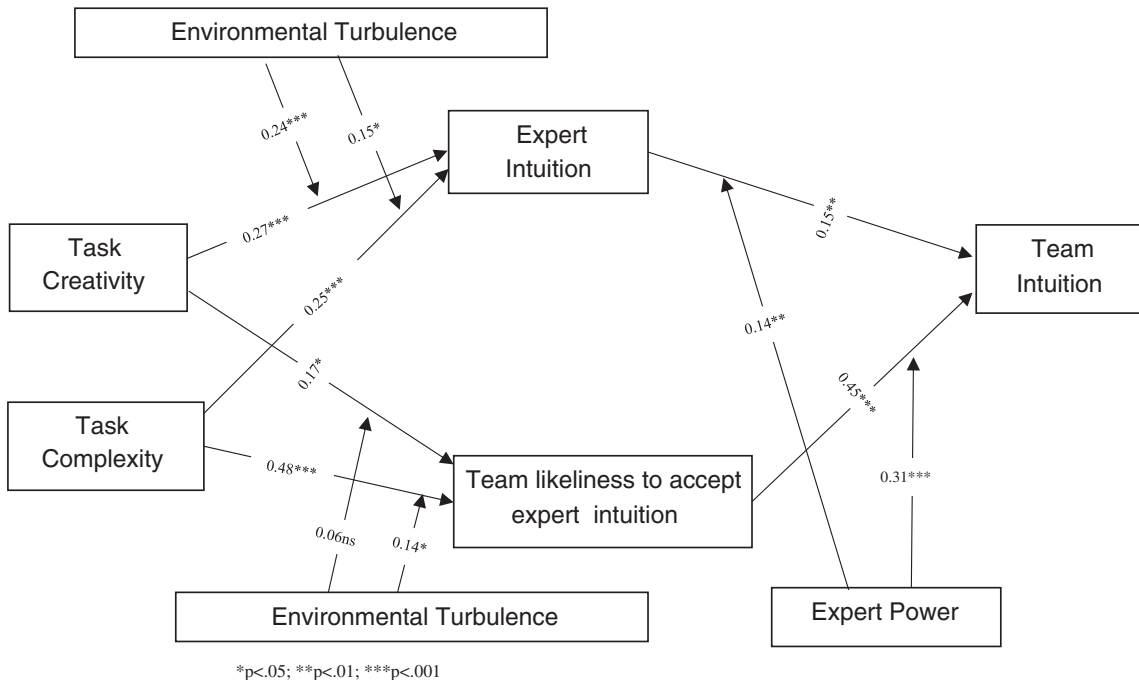 Environmental Turbulence
0.24***
0.15*
Expert
Intuition
0.27***
0.15**
Task
Creativity
Team
Intuition
0.25***
0.14**
0.17*
0.45***
Task
Complexity
0.48***
Team likeliness to accept
expert intuition
0.31***
0.06ns
0.14*
Environmental Turbulence
Expert Power
*p<.05; **p<.01; ***p<.001